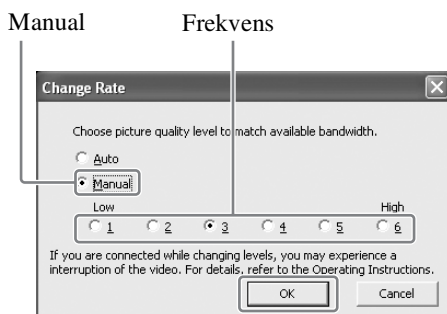 Manual Frekvens
Change Rate
Choose picture quality level to match available bandwidth.
Auto
Manual
Low High
1 2 3 4 5 6
If you are connected while changing levels, you may experience a
interruption of the video. For details, refer to the Operating Instructions.
OK Cancel